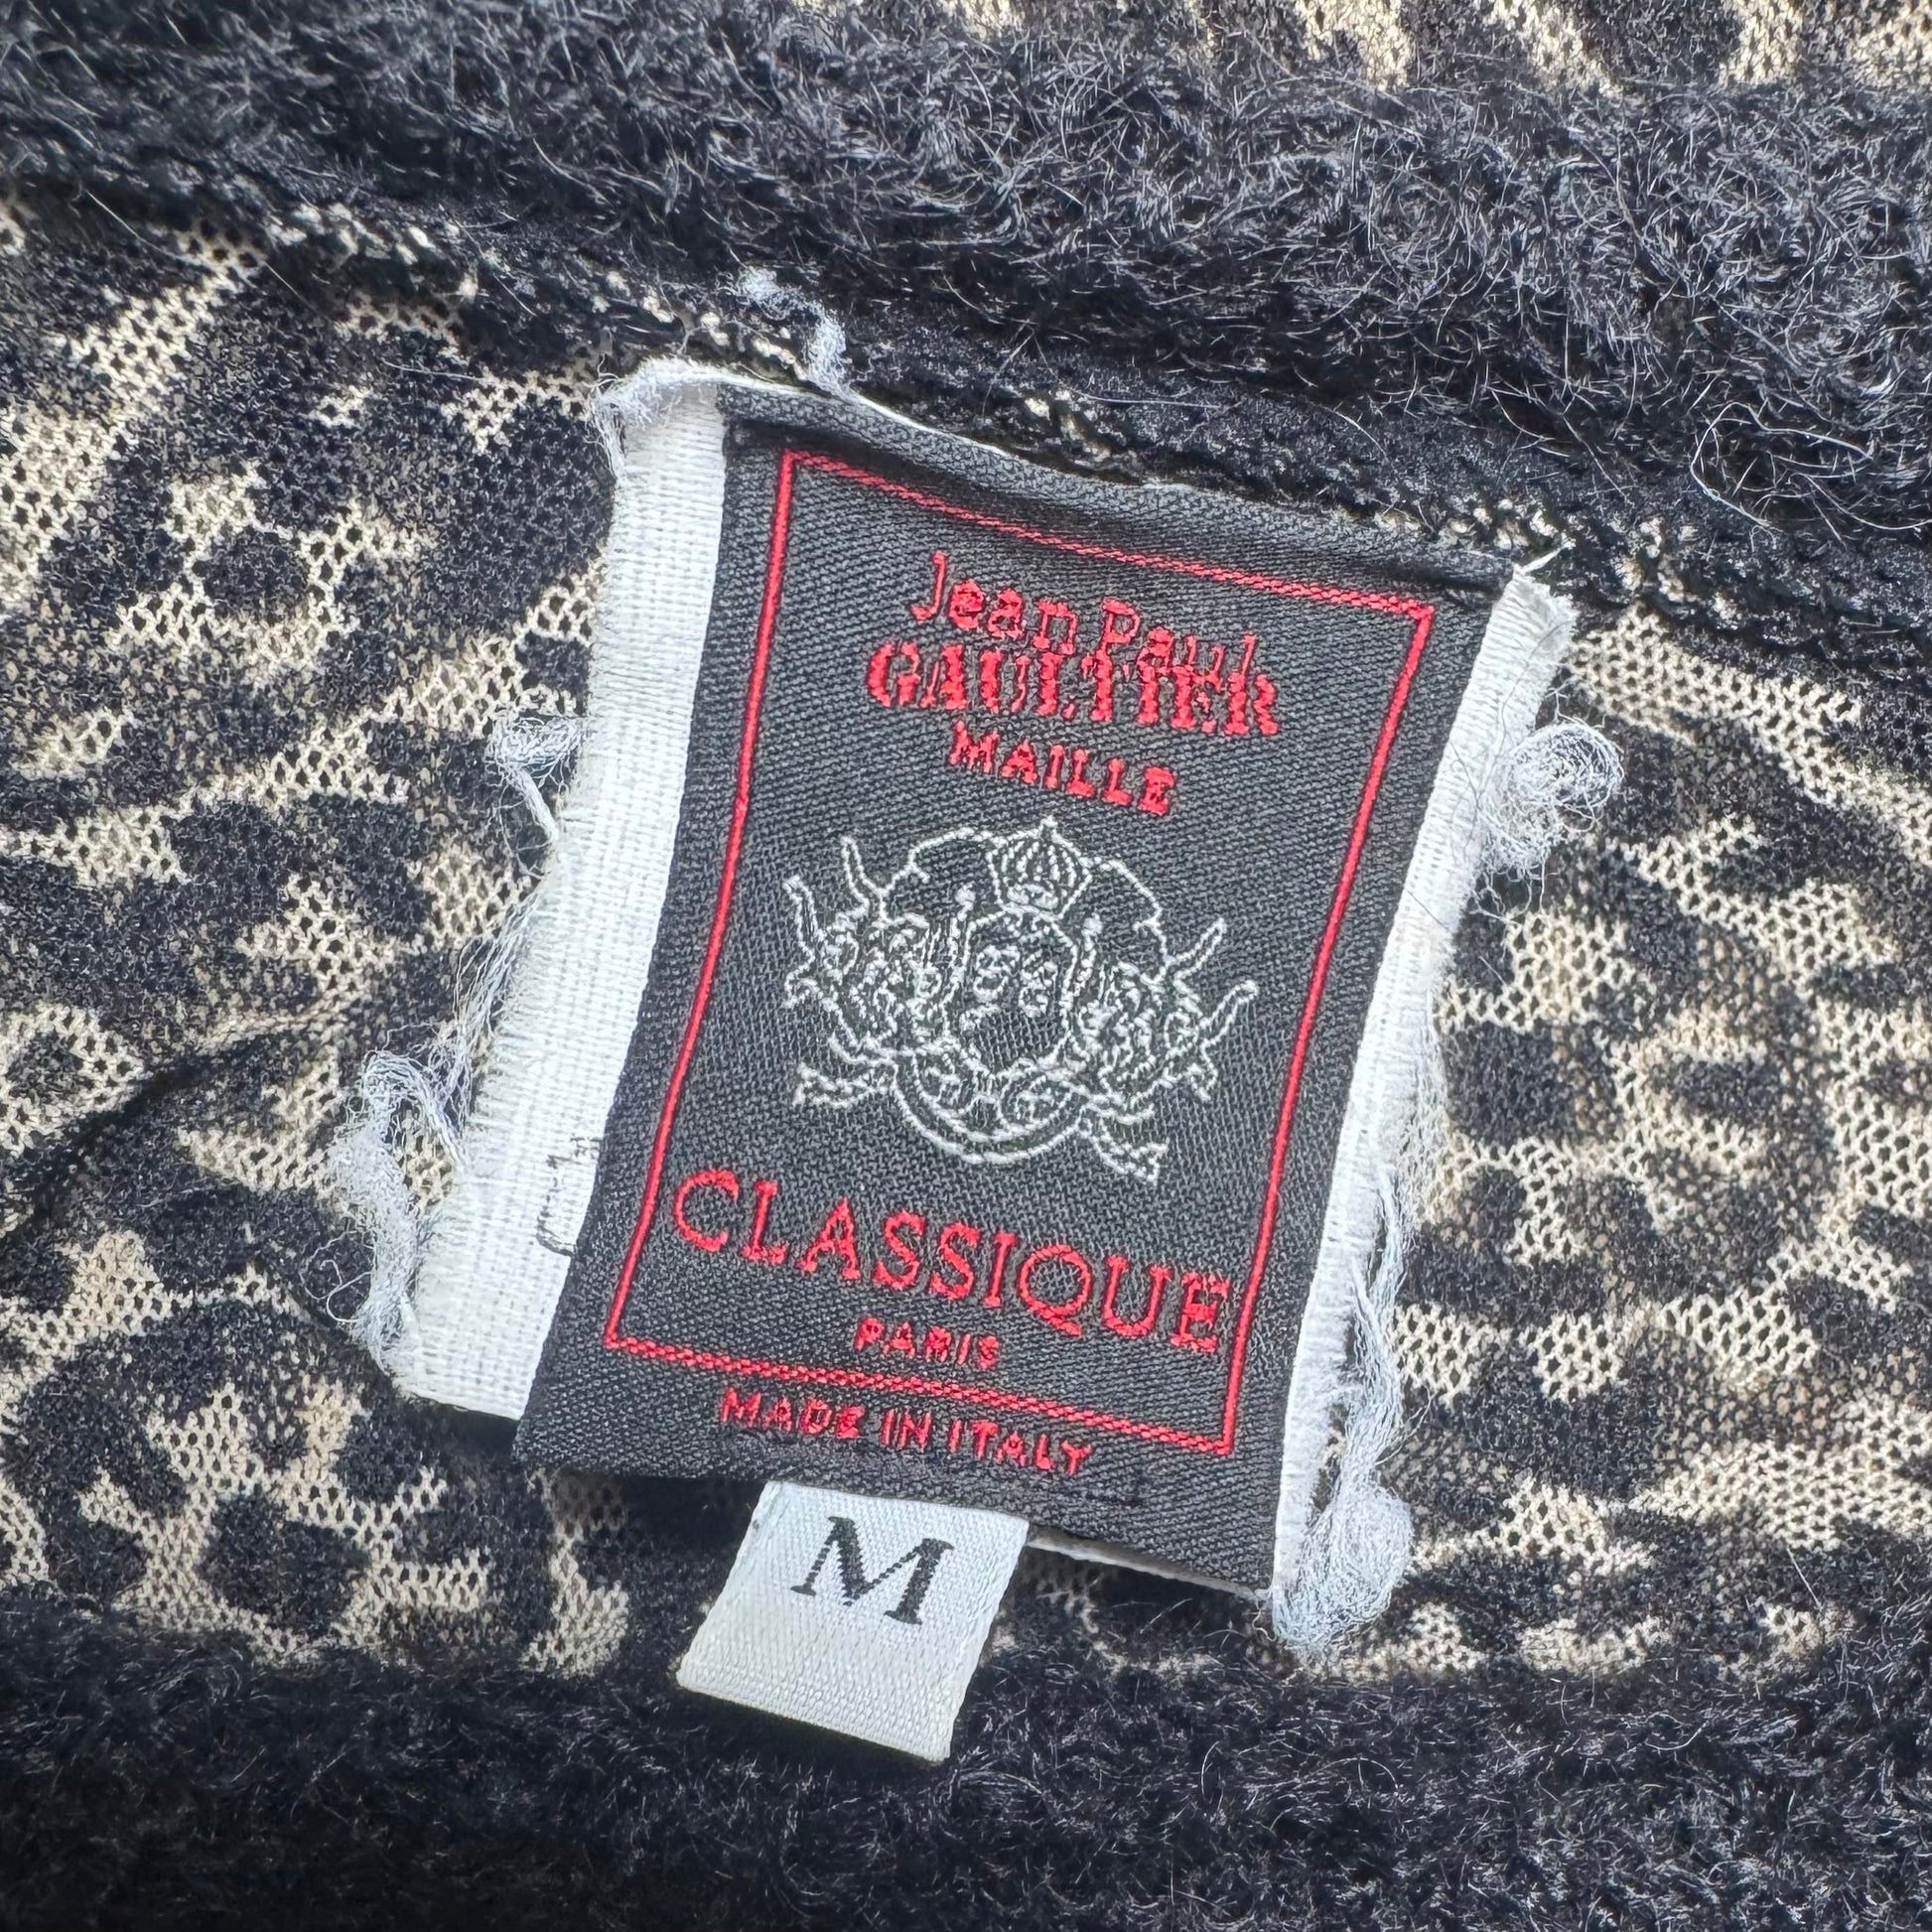 Jean Paul
GAULTIER
MAILLE
CLASSIQUE
PARIS
MADE IN ITALY
M